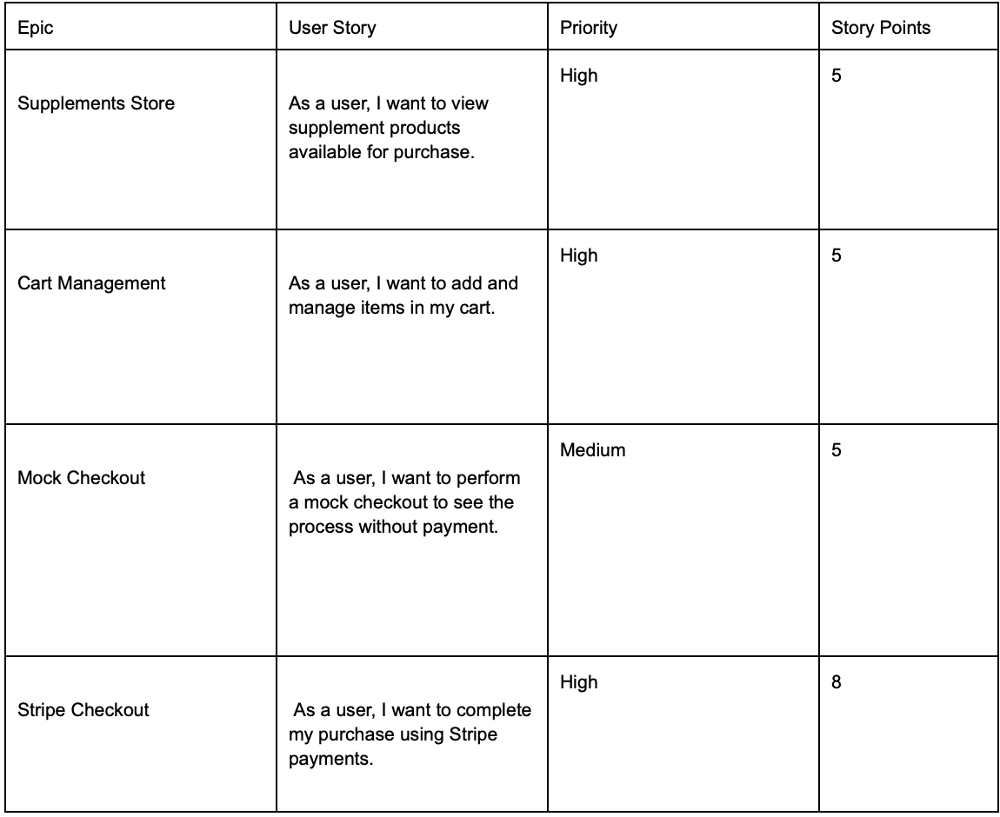 Epic
User Story
Priority
Story Points
Supplements Store
As a user, I want to view
supplement products
available for purchase.
High
5
Cart Management
As a user, I want to add and
manage items in my cart.
High
5
Mock Checkout
As a user, I want to perform
a mock checkout to see the
process without payment.
Medium
5
Stripe Checkout
As a user, I want to complete
my purchase using Stripe
payments.
High
8